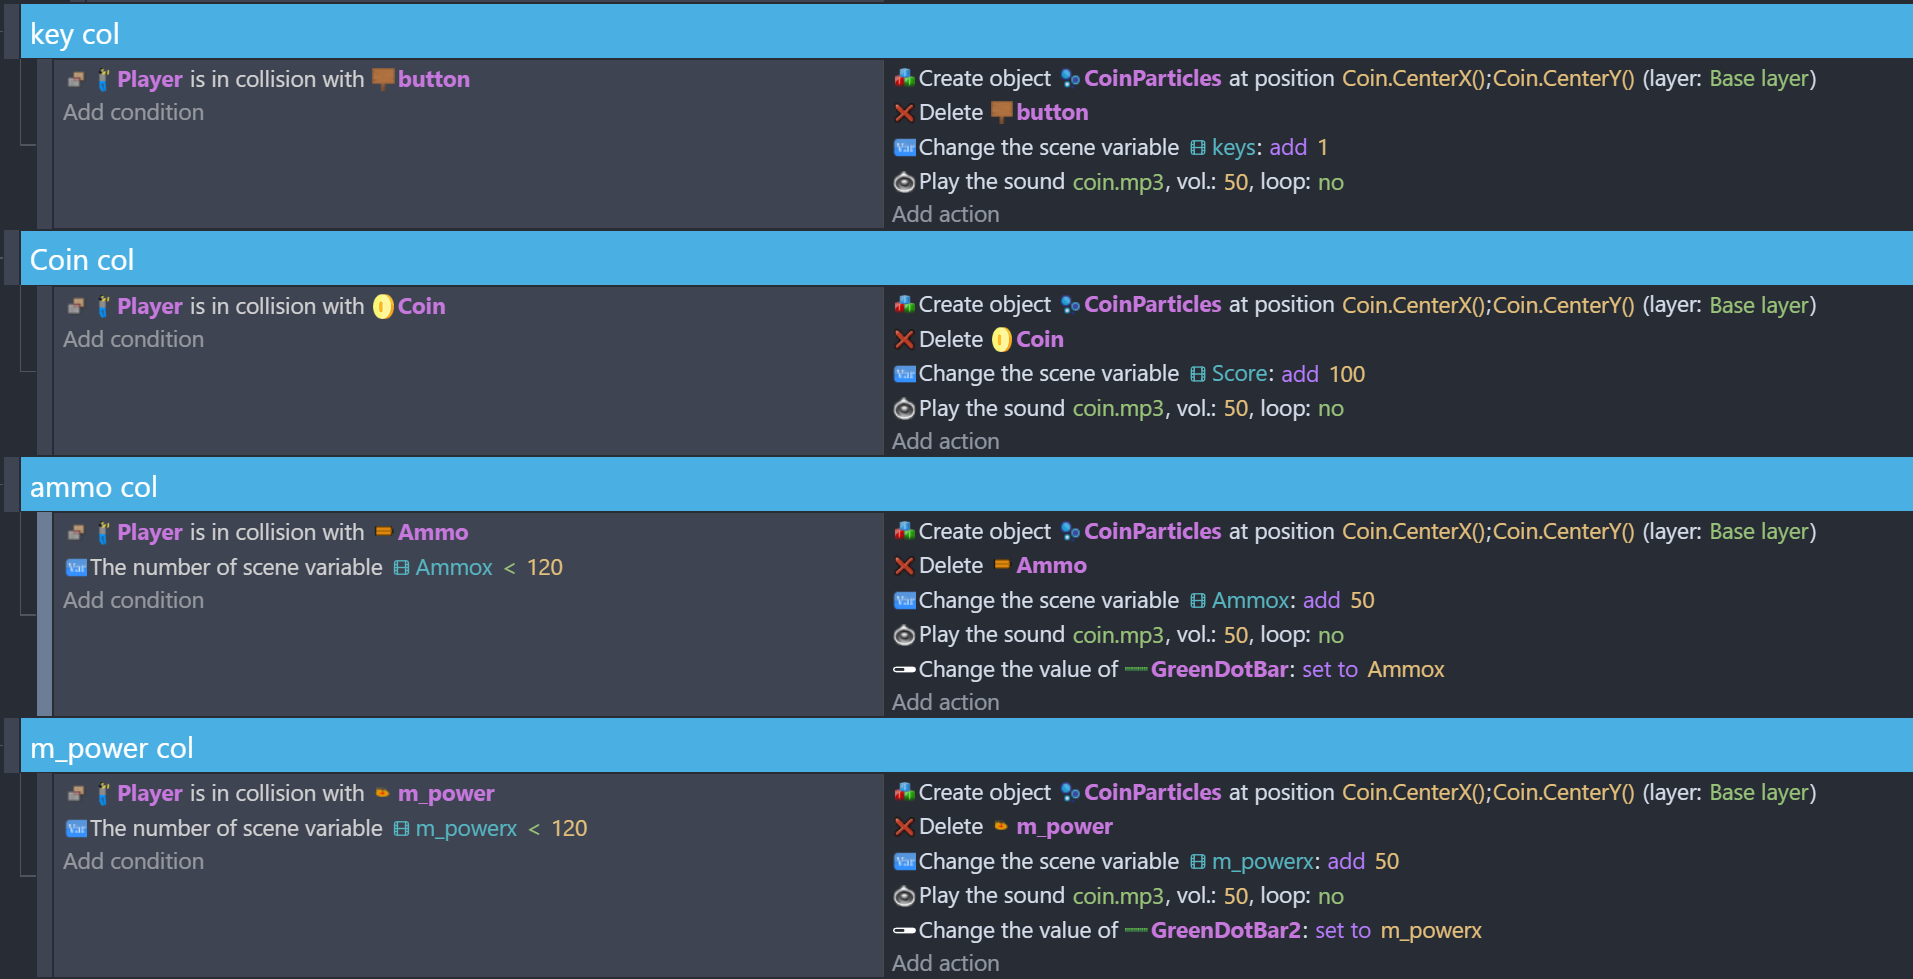 key col
Player is in collision with button
Add condition
Create object CoinParticles at position Coin.CenterX();Coin.CenterY() (layer: Base layer)
Delete button
Var Change the scene variable keys: add 1
Play the sound coin.mp3, vol.: 50, loop: no
Add action
Coin col
Player is in collision with Coin
Add condition
Create object CoinParticles at position Coin.CenterX();Coin.CenterY() (layer: Base layer)
Delete Coin
Var Change the scene variable Score: add 100
Play the sound coin.mp3, vol.: 50, loop: no
Add action
ammo col
Player is in collision with Ammo
Var The number of scene variable Ammox < 120
Add condition
Create object CoinParticles at position Coin.CenterX();Coin.CenterY() (layer: Base layer)
Delete Ammo
Var Change the scene variable Ammox: add 50
Play the sound coin.mp3, vol.: 50, loop: no
Change the value of GreenDotBar: set to Ammox
Add action
m_power col
Player is in collision with m_power
Var The number of scene variable m_powerx < 120
Add condition
Create object CoinParticles at position Coin.CenterX();Coin.CenterY() (layer: Base layer)
Delete m_power
Var Change the scene variable m_powerx: add 50
Play the sound coin.mp3, vol.: 50, loop: no
Change the value of GreenDotBar2: set to m_powerx
Add action